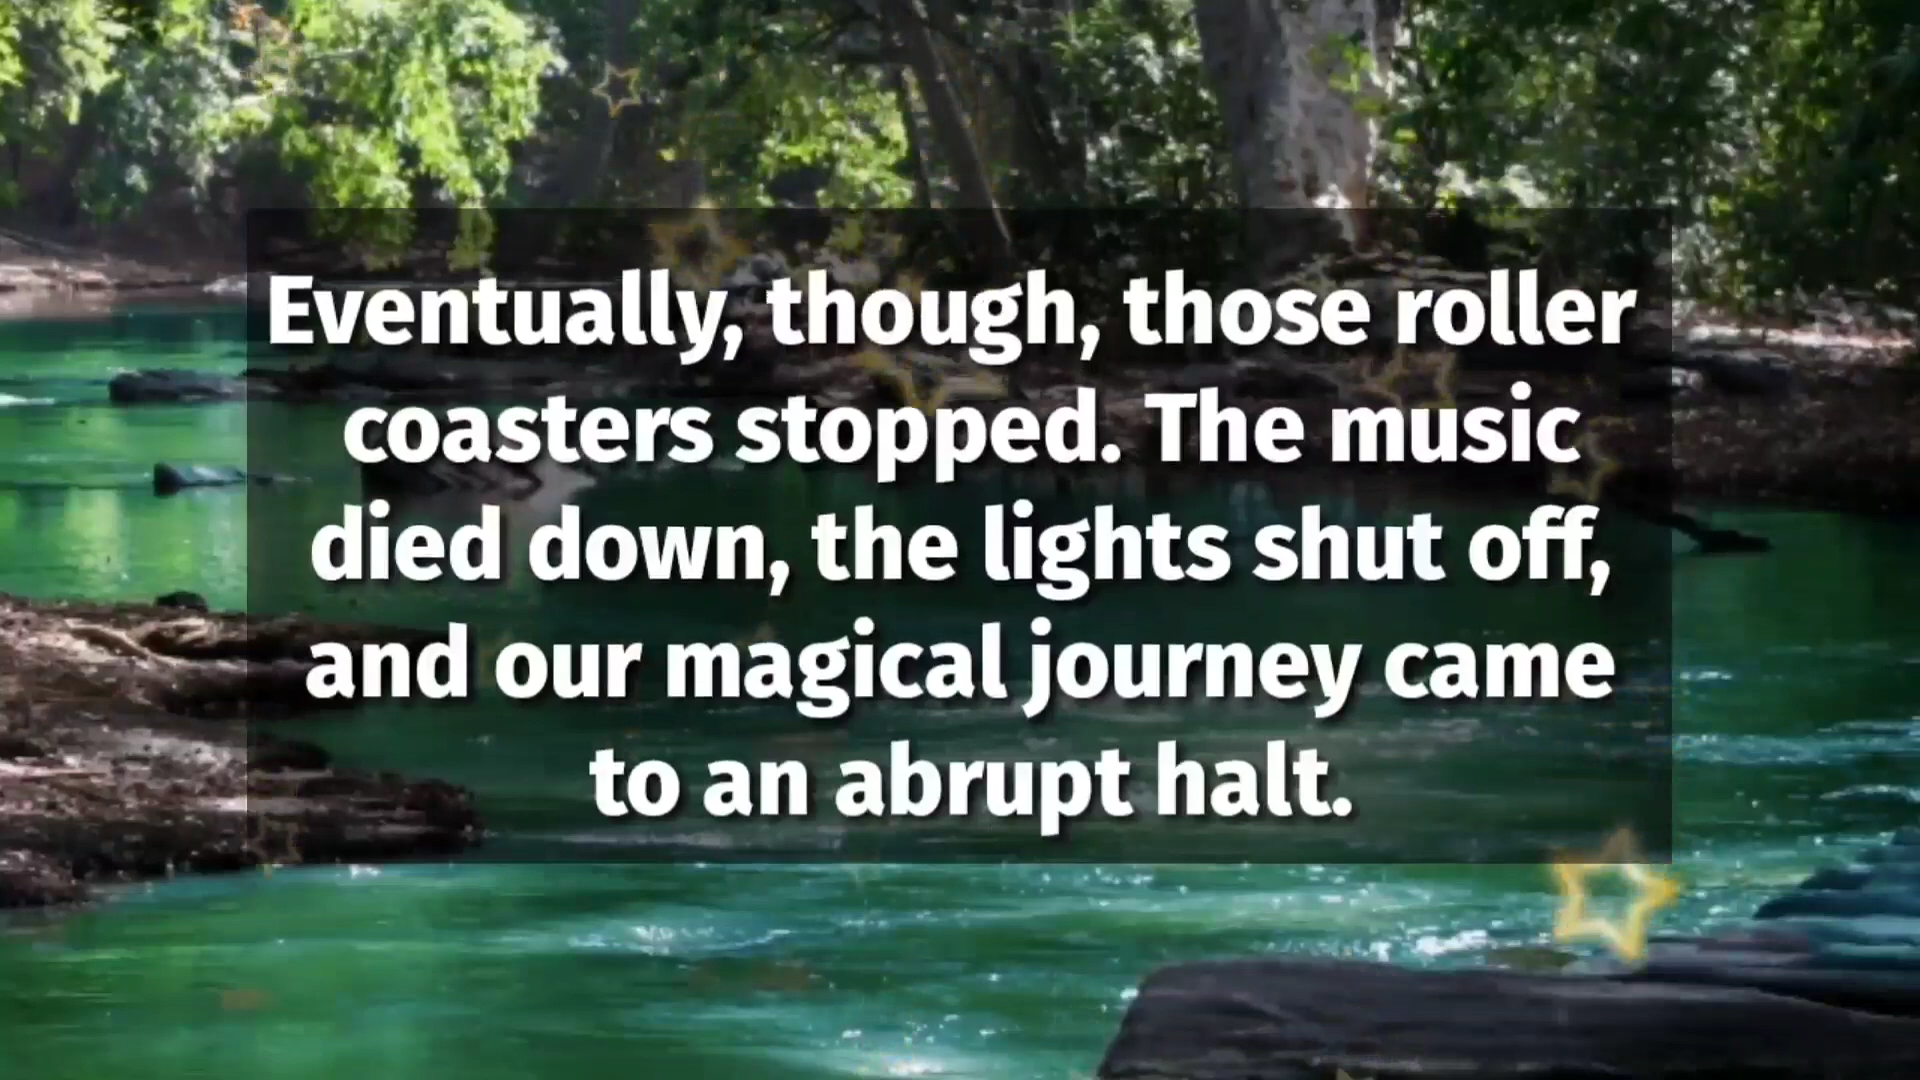 Eventually, though, those roller
coasters stopped. The music
died down, the lights shut off,
and our magical journey came
to an abrupt halt.